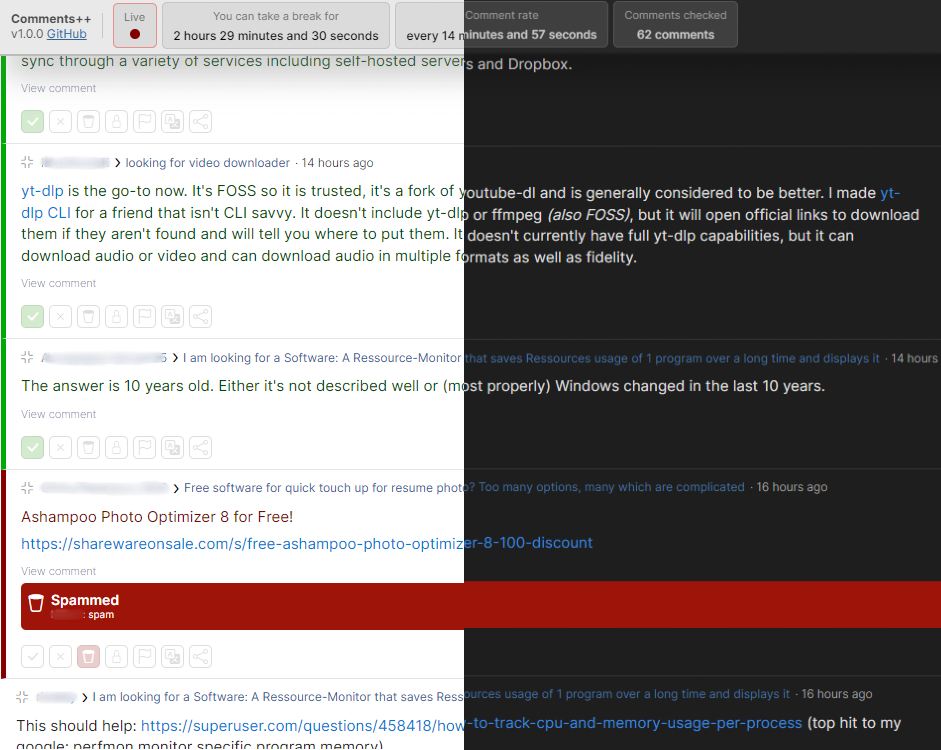 Comments++
v1.0.0 GitHub
Live
You can take a break for
2 hours 29 minutes and 30 seconds
Comment rate
every 14 minutes and 57 seconds
Comments checked
62 comments
sync through a variety of services including self-hosted servers and Dropbox.
View comment
looking for video downloader · 14 hours ago
yt-dlp is the go-to now. It's FOSS so it is trusted, it's a fork of youtube-dl and is generally considered to be better. I made yt-
dlp CLI for a friend that isn't CLI savvy. It doesn't include yt-dlp or ffmpeg (also FOSS), but it will open official links to download
them if they aren't found and will tell you where to put them. It doesn't currently have full yt-dlp capabilities, but it can
download audio or video and can download audio in multiple formats as well as fidelity.
View comment
I am looking for a Software: A Ressource-Monitor that saves Ressources usage of 1 program over a long time and displays it · 14 hours
The answer is 10 years old. Either it's not described well or (most properly) Windows changed in the last 10 years.
View comment
Free software for quick touch up for resume photo? Too many options, many which are complicated · 16 hours ago
Ashampoo Photo Optimizer 8 for Free!
https://sharewareonsale.com/s/free-ashampoo-photo-optimizer-8-100-discount
View comment
Spammed
: spam
I am looking for a Software: A Ressource-Monitor that saves Ressources usage of 1 program over a long time and displays it · 16 hours ago
This should help: https://superuser.com/questions/458418/how-to-track-cpu-and-memory-usage-per-process (top hit to my
google: perfmon monitor specific program memory)